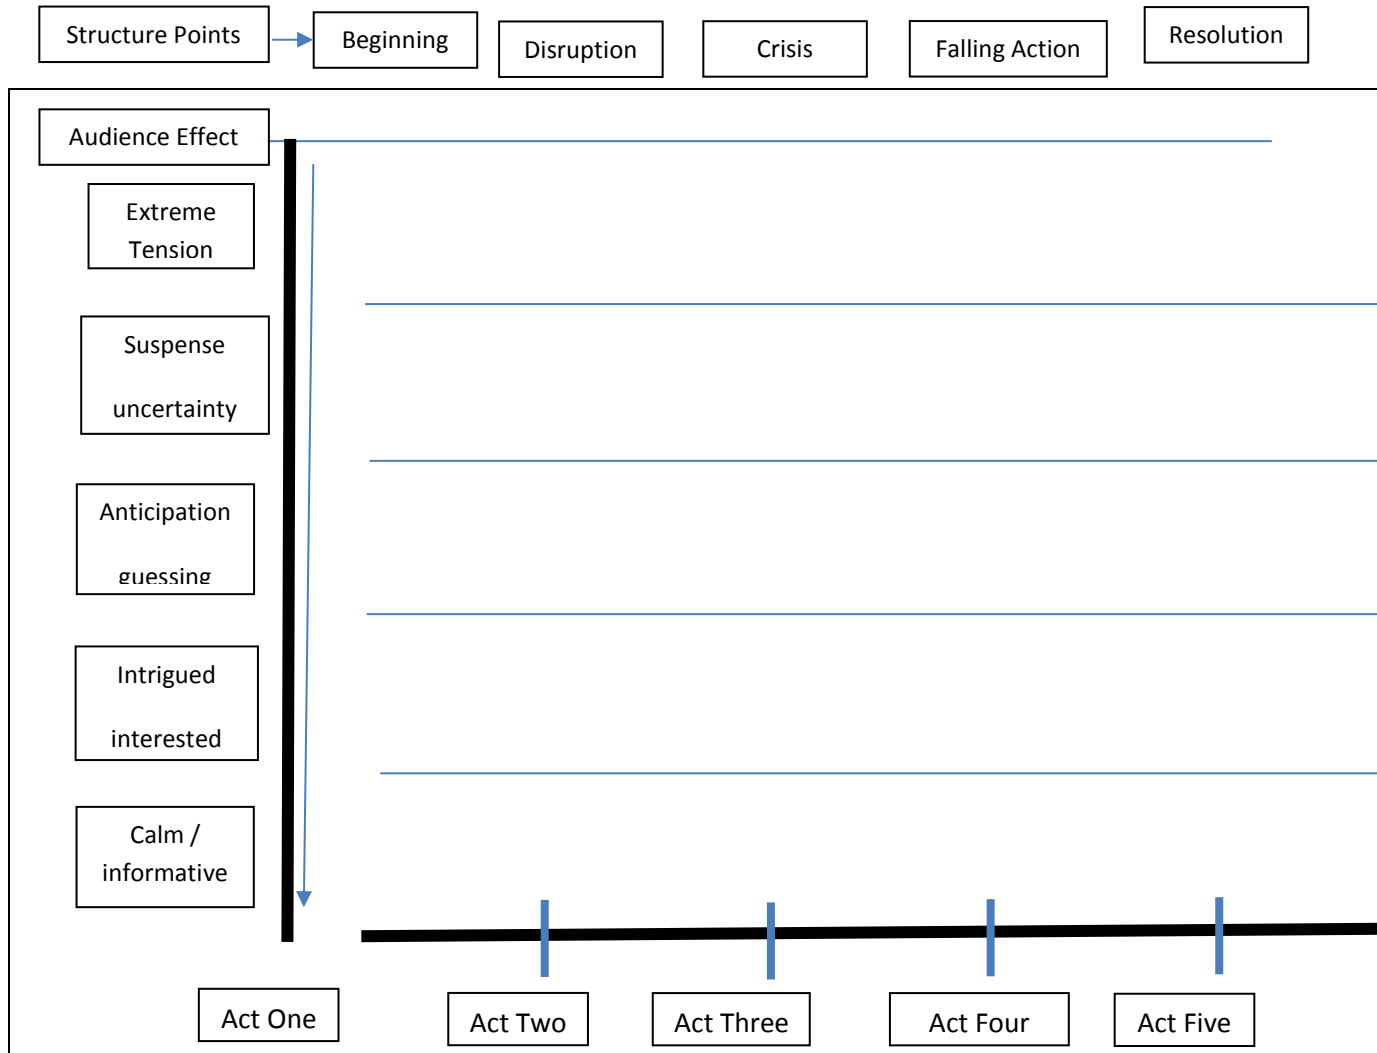 Structure Points
Beginning
Disruption
Crisis
Falling Action
Resolution
Audience Effect
Extreme
Tension
Suspense
uncertainty
Anticipation
guessing
Intrigued
interested
Calm /
informative
Act One
Act Two
Act Three
Act Four
Act Five